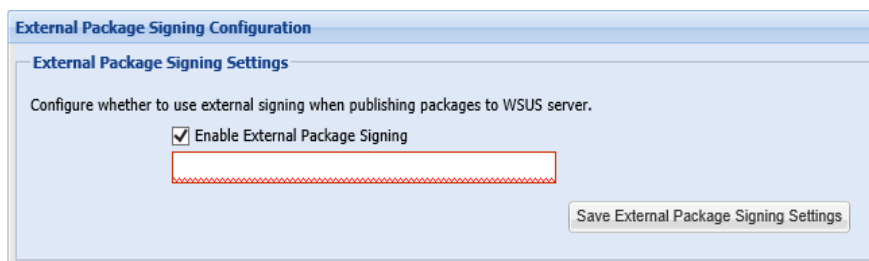 External Package Signing Configuration
External Package Signing Settings
Configure whether to use external signing when publishing packages to WSUS server.
Enable External Package Signing
Save External Package Signing Settings